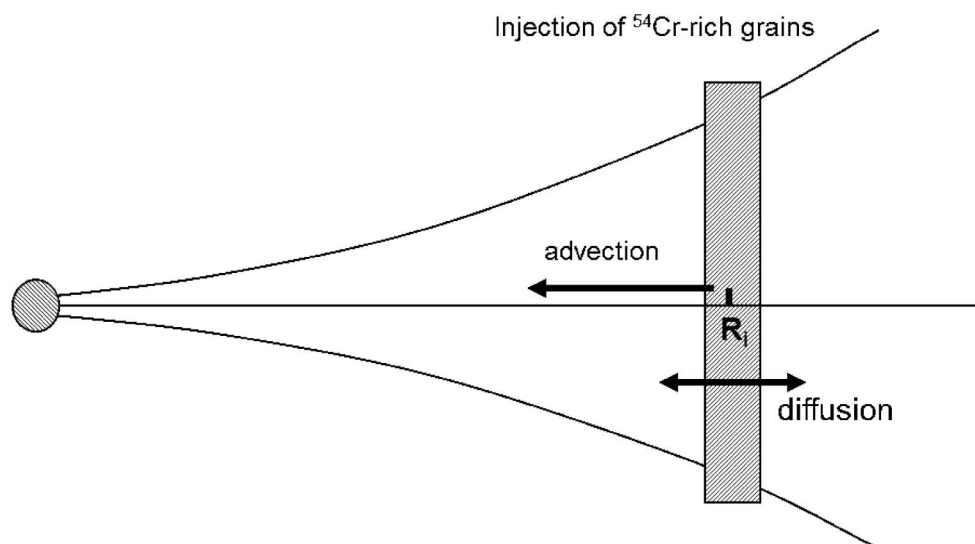 Injection of ⁵⁴Cr-rich grains
advection
Rᵢ
diffusion